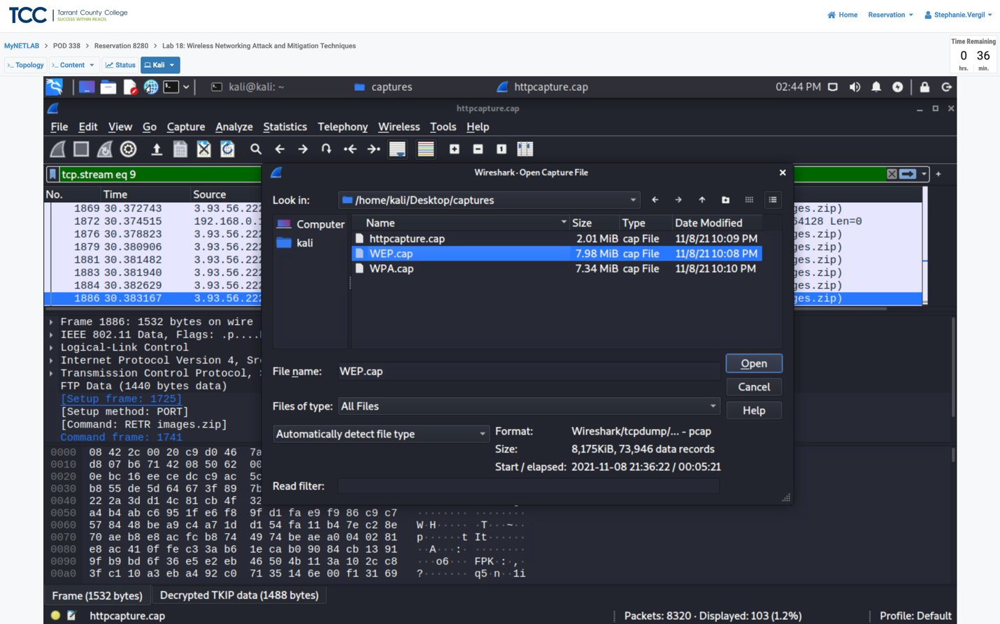 TCC | Tarrant County College
SUCCESS WITHIN REACH.
Home Reservation Stephanie.Vergil
MyNETLAB > POD 338 > Reservation 8280 > Lab 18: Wireless Networking Attack and Mitigation Techniques
Time Remaining
0 36
hrs. min.
>_ Topology >_ Content Status Kali
kali@kali: ~ captures httpcapture.cap 02:44 PM
httpcapture.cap
File Edit View Go Capture Analyze Statistics Telephony Wireless Tools Help
tcp.stream eq 9
No. Time Source
1869 30.372743 3.93.56.222 ges.zip)
1872 30.374515 192.168.0.1 64128 Len=0
1876 30.378823 3.93.56.222 ges.zip)
1879 30.380906 3.93.56.222 ges.zip)
1881 30.381482 3.93.56.222 ges.zip)
1883 30.381940 3.93.56.222 ges.zip)
1884 30.382629 3.93.56.222 ges.zip)
1886 30.383167 3.93.56.222 ges.zip)
Wireshark · Open Capture File
Look in: /home/kali/Desktop/captures
Computer
kali
Name Size Type Date Modified
httpcapture.cap 2.01 MiB cap File 11/8/21 10:09 PM
WEP.cap 7.98 MiB cap File 11/8/21 10:08 PM
WPA.cap 7.34 MiB cap File 11/8/21 10:10 PM
File name: WEP.cap
Open
Cancel
Files of type: All Files
Help
Automatically detect file type
Format: Wireshark/tcpdump/... - pcap
Size: 8,175KiB, 73,946 data records
Start / elapsed: 2021-11-08 21:36:22 / 00:05:21
Read filter:
Frame 1886: 1532 bytes on wire
IEEE 802.11 Data, Flags: .p....
Logical-Link Control
Internet Protocol Version 4, Sr
Transmission Control Protocol,
FTP Data (1440 bytes data)
[Setup frame: 1725]
[Setup method: PORT]
[Command: RETR images.zip]
Command frame: 1741
0000 08 42 2c 00 20 c9 d0 46 7a
0010 d8 07 b6 71 42 08 50 62 00
0020 0e bc 16 ee ce dc c9 ac 5c
0030 b8 55 de 5d 64 67 3f 89 7b
0040 22 2a 3d d1 4c 81 cb 4f 32
0050 a4 b4 ab c6 95 1f e6 f8 9f d1 fa e9 f9 86 c9 c7 ········ ········
0060 57 84 48 be a9 c4 a7 1d d1 54 fa 11 b4 7e c2 8e W·H····· ·T···~··
0070 70 ae b8 e8 ac fc b8 74 49 74 be ae a0 04 02 81 p······t It······
0080 e8 ac 41 0f fe c3 3a b6 1e ca b0 90 84 cb 13 91 ··A···:· ········
0090 9f b9 bd 6f 36 e5 e2 eb 46 50 4b 11 3a 10 2c c8 ···o6··· FPK·:·,·
00a0 3f c1 10 a3 eb a4 92 c0 71 35 14 6e 00 f1 31 69 ?······· q5·n··1i
Frame (1532 bytes) Decrypted TKIP data (1488 bytes)
httpcapture.cap Packets: 8320 · Displayed: 103 (1.2%) Profile: Default